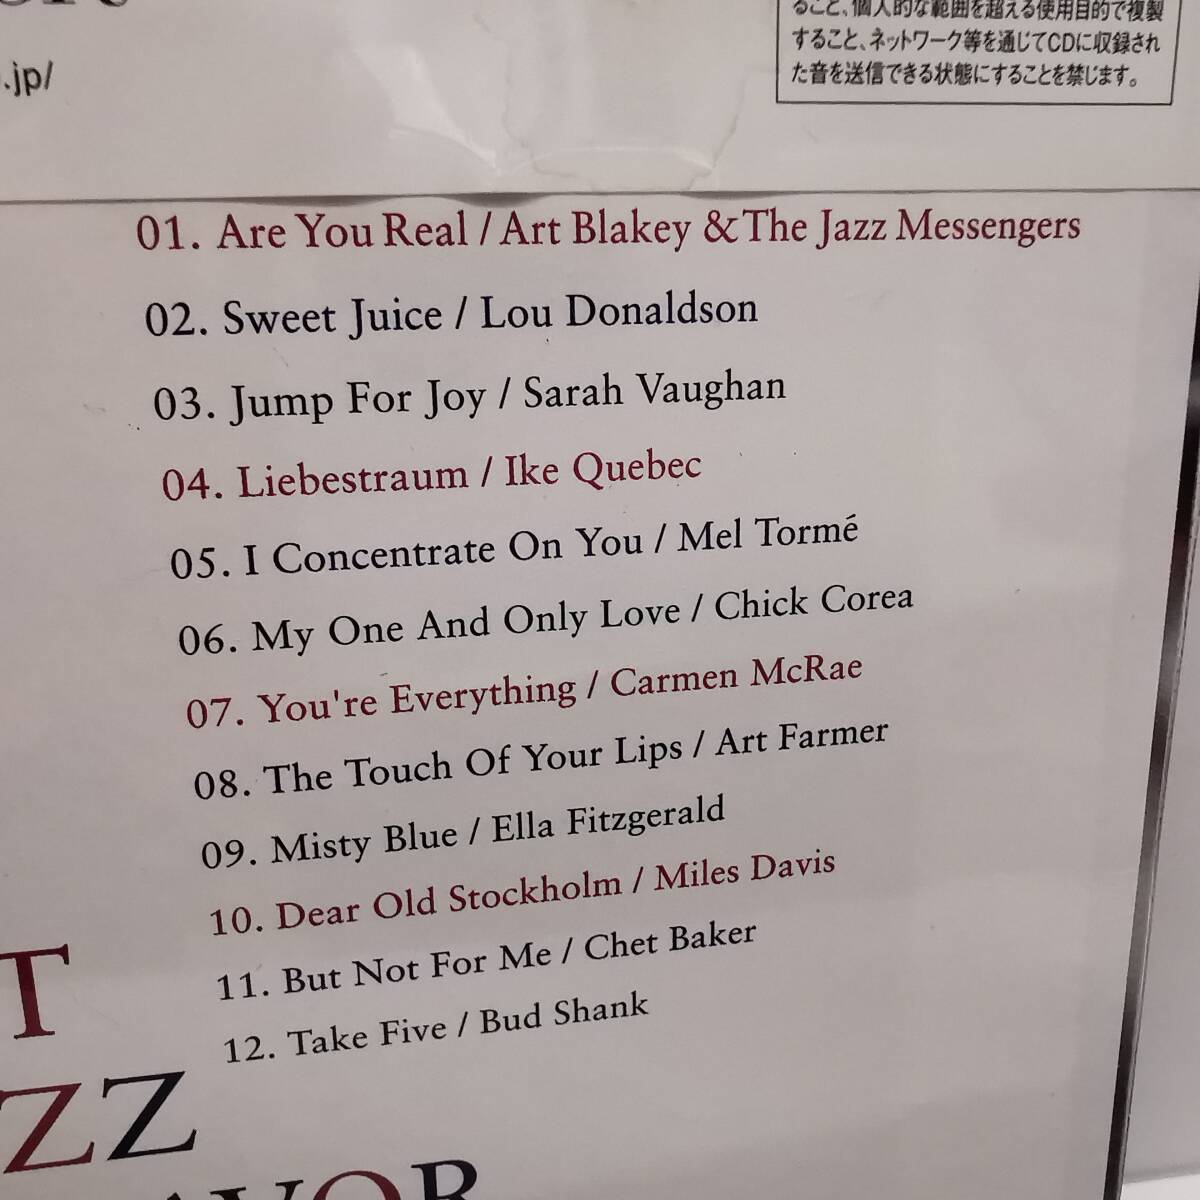 .jp/
ること、個人的な範囲を超える使用目的で複製
すること、ネットワーク等を通じてCDに収録され
た音を送信できる状態にすることを禁じます。
01. Are You Real / Art Blakey & The Jazz Messengers
02. Sweet Juice / Lou Donaldson
03. Jump For Joy / Sarah Vaughan
04. Liebestraum / Ike Quebec
05. I Concentrate On You / Mel Tormé
06. My One And Only Love / Chick Corea
07. You're Everything / Carmen McRae
08. The Touch Of Your Lips / Art Farmer
09. Misty Blue / Ella Fitzgerald
10. Dear Old Stockholm / Miles Davis
11. But Not For Me / Chet Baker
12. Take Five / Bud Shank
T
ZZ
AVOR